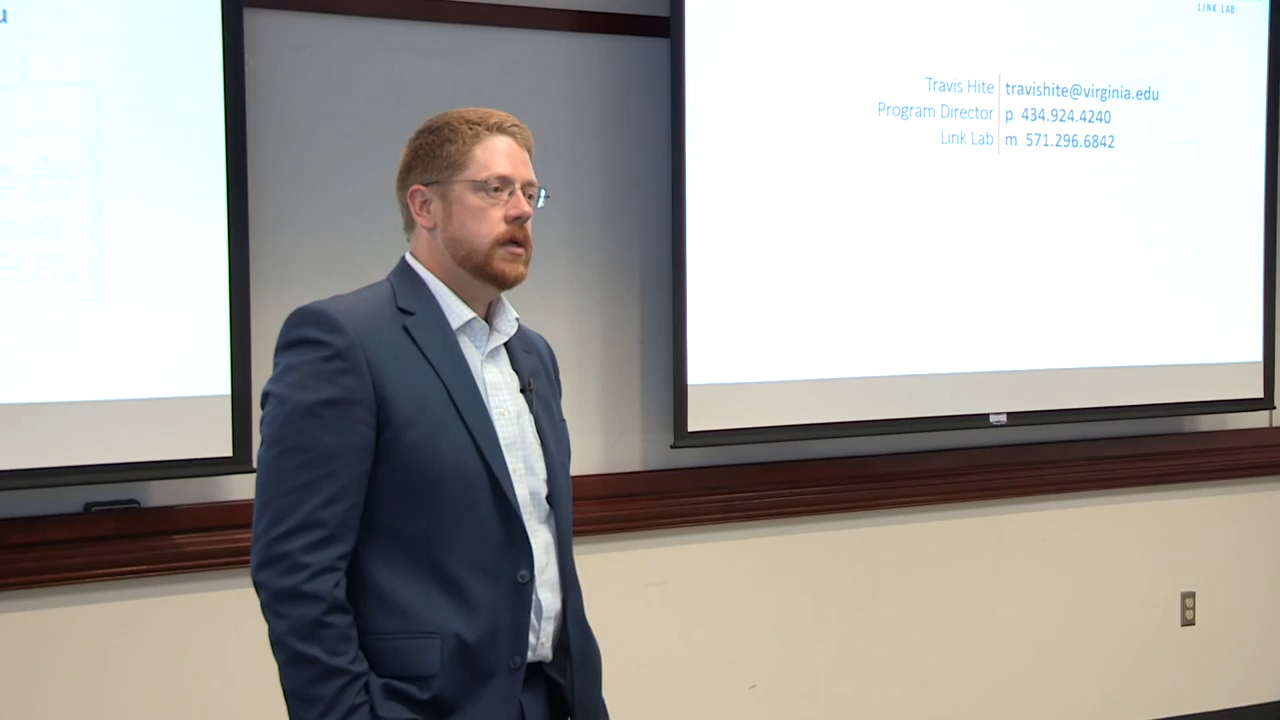 u
LINK LAB
Travis Hite travishite@virginia.edu
Program Director p 434.924.4240
Link Lab m 571.296.6842